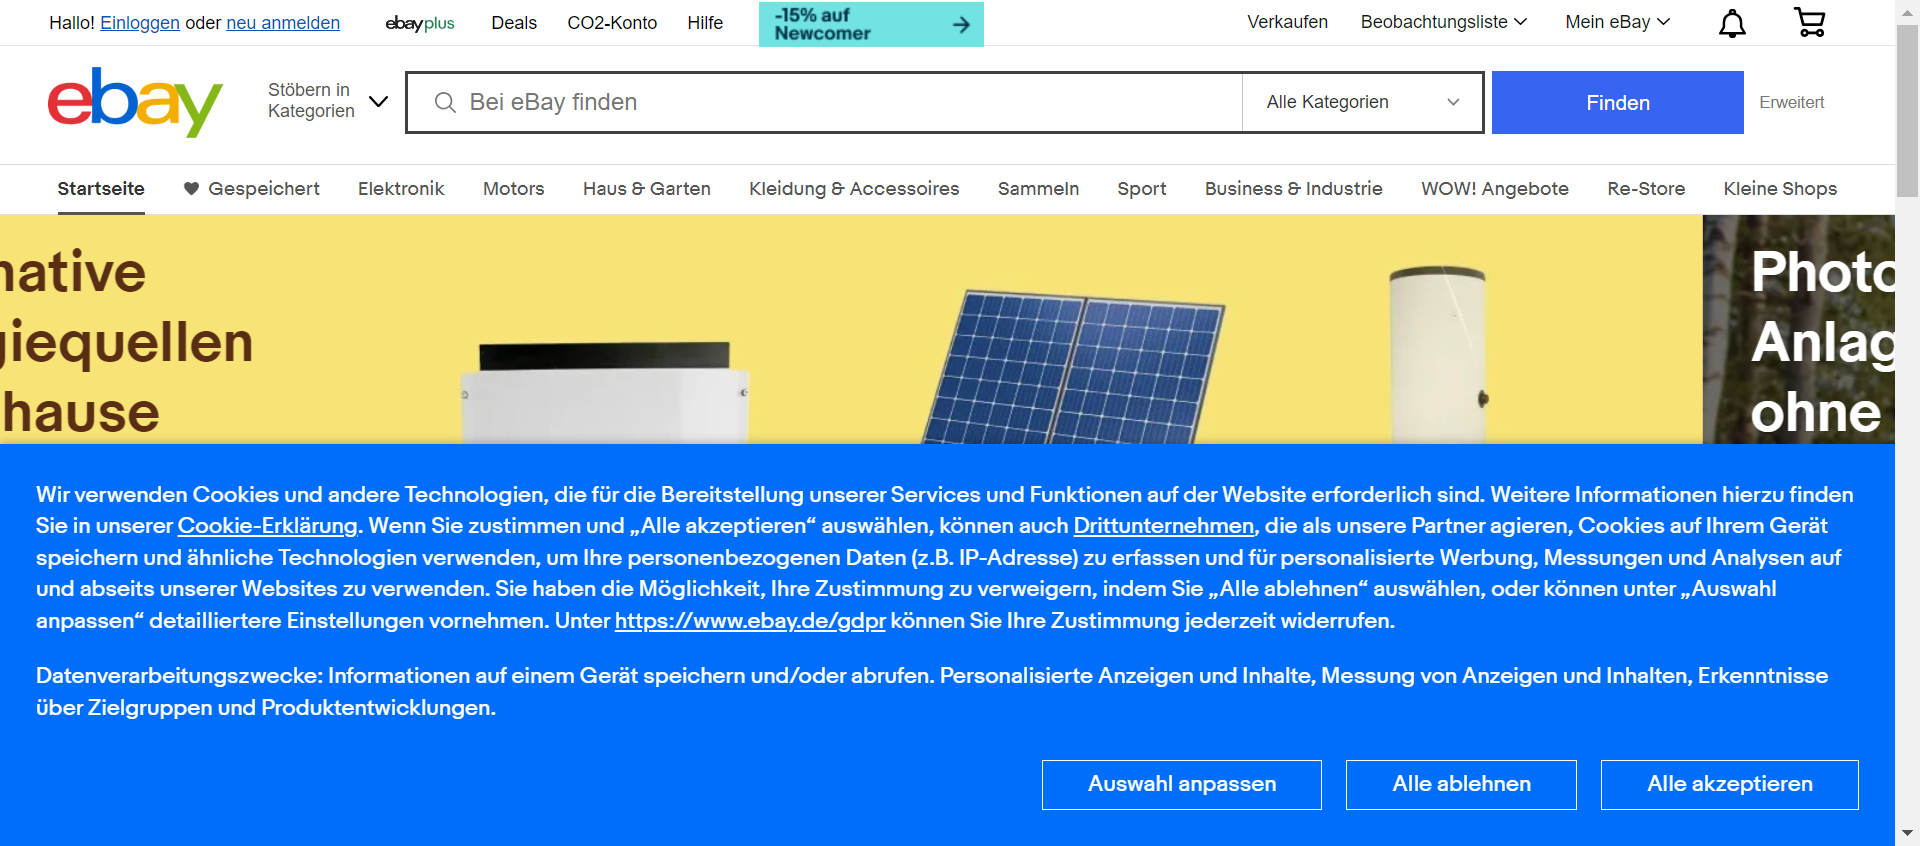 Hallo! Einloggen oder neu anmelden
ebay plus
Deals
CO2-Konto
Hilfe
-15% auf
Newcomer
Verkaufen
Beobachtungsliste
Mein eBay
ebay
Stöbern in
Kategorien
Bei eBay finden
Alle Kategorien
Finden
Erweitert
Startseite
Gespeichert
Elektronik
Motors
Haus & Garten
Kleidung & Accessoires
Sammeln
Sport
Business & Industrie
WOW! Angebote
Re-Store
Kleine Shops
native
giequellen
hause
Photo
Anlag
ohne
Wir verwenden Cookies und andere Technologien, die für die Bereitstellung unserer Services und Funktionen auf der Website erforderlich sind. Weitere Informationen hierzu finden
Sie in unserer Cookie-Erklärung. Wenn Sie zustimmen und „Alle akzeptieren“ auswählen, können auch Drittunternehmen, die als unsere Partner agieren, Cookies auf Ihrem Gerät
speichern und ähnliche Technologien verwenden, um Ihre personenbezogenen Daten (z.B. IP-Adresse) zu erfassen und für personalisierte Werbung, Messungen und Analysen auf
und abseits unserer Websites zu verwenden. Sie haben die Möglichkeit, Ihre Zustimmung zu verweigern, indem Sie „Alle ablehnen“ auswählen, oder können unter „Auswahl
anpassen“ detailliertere Einstellungen vornehmen. Unter https://www.ebay.de/gdpr können Sie Ihre Zustimmung jederzeit widerrufen.
Datenverarbeitungszwecke: Informationen auf einem Gerät speichern und/oder abrufen. Personalisierte Anzeigen und Inhalte, Messung von Anzeigen und Inhalten, Erkenntnisse
über Zielgruppen und Produktentwicklungen.
Auswahl anpassen
Alle ablehnen
Alle akzeptieren